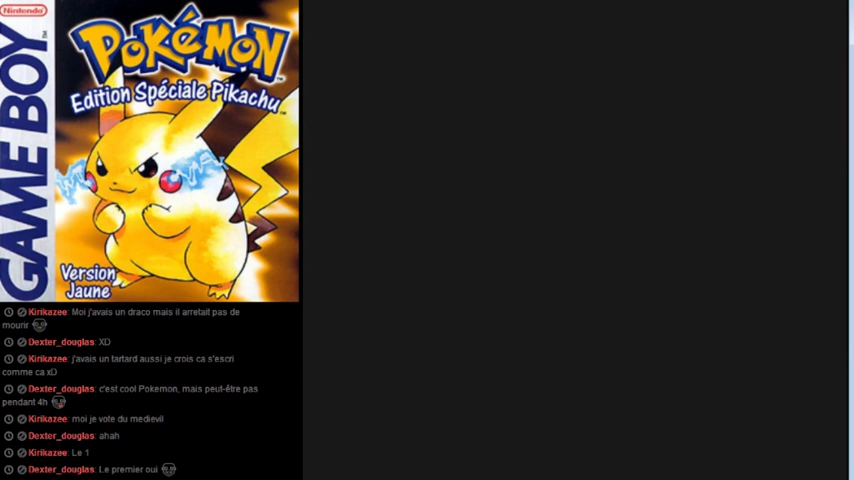 Nintendo
GAME BOY
TM
POKÉMON
TM
Edition Spéciale Pikachu
Version
Jaune
Kirikazee: Moi j'avais un draco mais il arretait pas de
mourir
Dexter_douglas: XD
Kirikazee: j'avais un tartard aussi je crois ca s'escri
comme ca xD
Dexter_douglas: c'est cool Pokemon, mais peut-être pas
pendant 4h
Kirikazee: moi je vote du medievil
Dexter_douglas: ahah
Kirikazee: Le 1
Dexter_douglas: Le premier oui